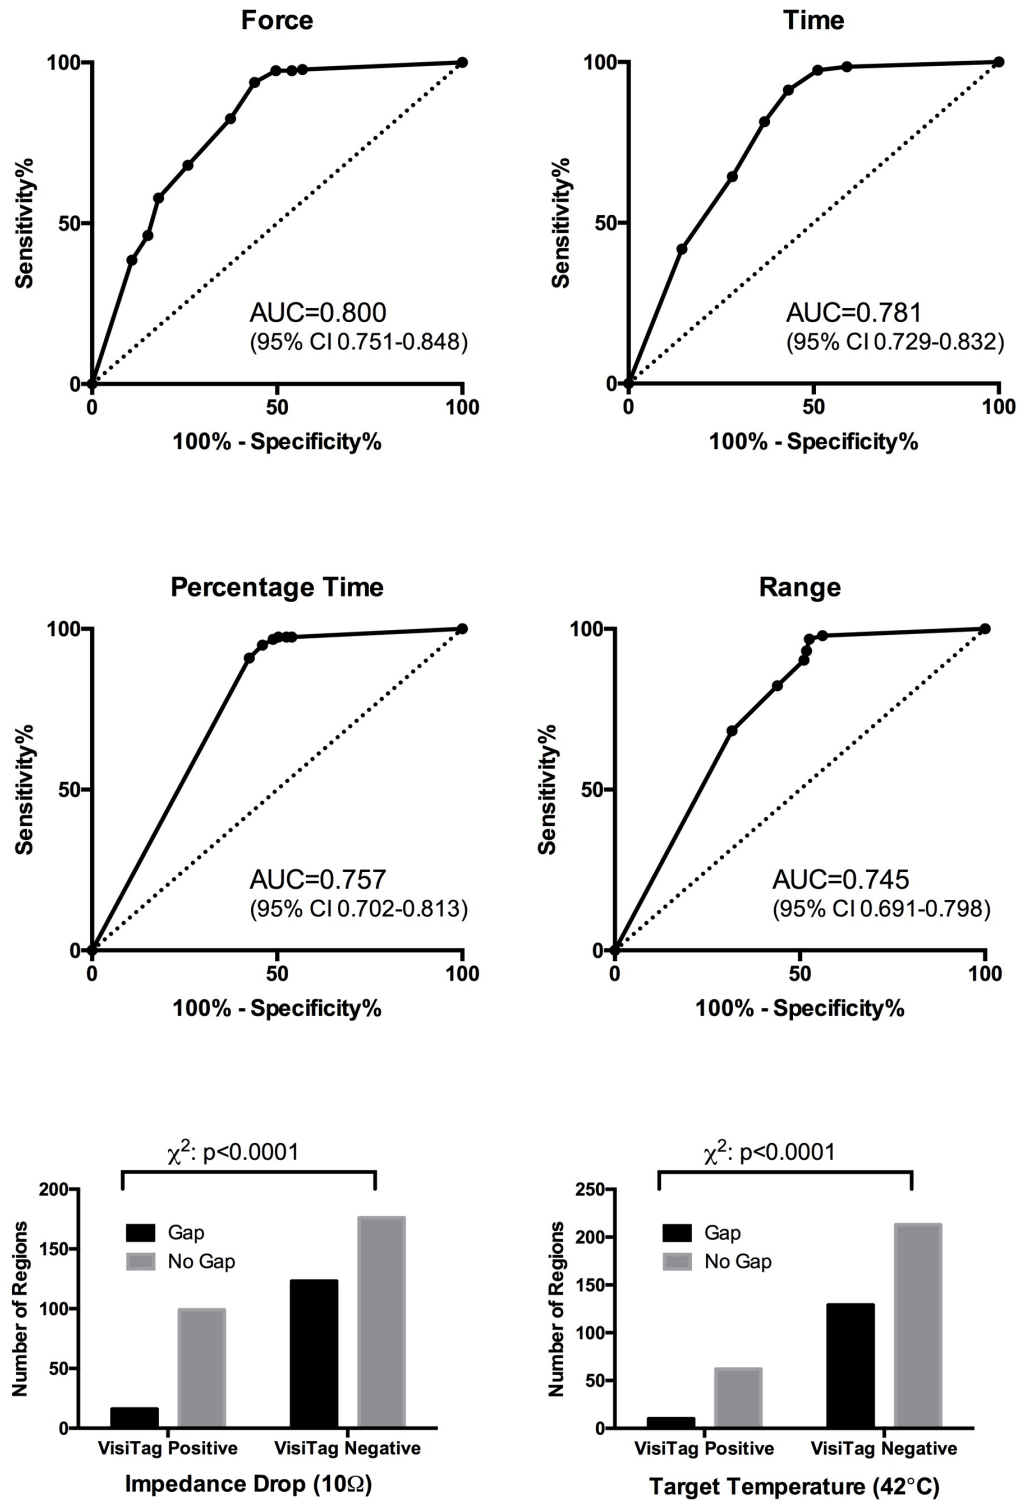 Force
100
50
0
Sensitivity%
AUC=0.800
(95% CI 0.751-0.848)
0 50 100
100% - Specificity%
Time
100
50
0
Sensitivity%
AUC=0.781
(95% CI 0.729-0.832)
0 50 100
100% - Specificity%
Percentage Time
100
50
0
Sensitivity%
AUC=0.757
(95% CI 0.702-0.813)
0 50 100
100% - Specificity%
Range
100
50
0
Sensitivity%
AUC=0.745
(95% CI 0.691-0.798)
0 50 100
100% - Specificity%
χ²: p<0.0001
200
150
100
50
0
Number of Regions
Gap
No Gap
VisiTag Positive VisiTag Negative
Impedance Drop (10Ω)
χ²: p<0.0001
250
200
150
100
50
0
Number of Regions
Gap
No Gap
VisiTag Positive VisiTag Negative
Target Temperature (42°C)